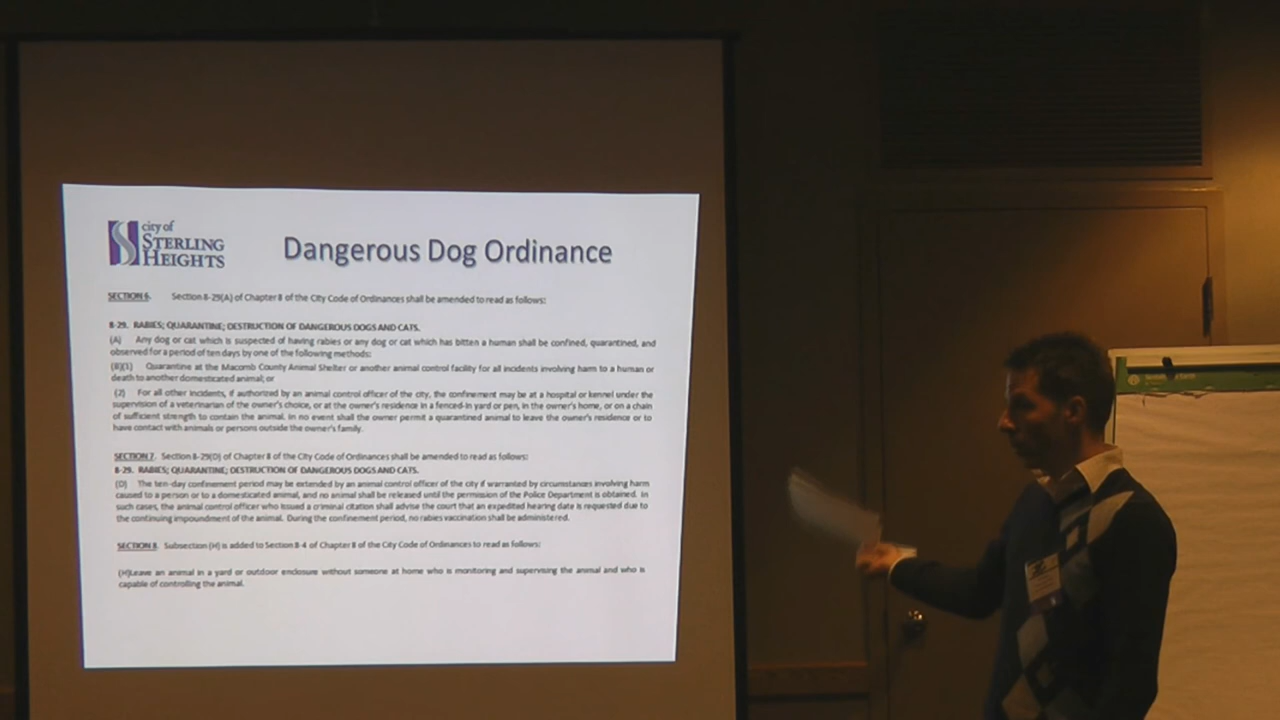 city of
STERLING
HEIGHTS
Dangerous Dog Ordinance
SECTION 6. Section 8-29(A) of Chapter 8 of the City Code of Ordinances shall be amended to read as follows:
8-29. RABIES; QUARANTINE; DESTRUCTION OF DANGEROUS DOGS AND CATS.
(A) Any dog or cat which is suspected of having rabies or any dog or cat which has bitten a human shall be confined, quarantined, and
observed for a period of ten days by one of the following methods:
(B)(1) Quarantine at the Macomb County Animal Shelter or another animal control facility for all incidents involving harm to a human or
death to another domesticated animal; or
(2) For all other incidents, if authorized by an animal control officer of the city, the confinement may be at a hospital or kennel under the
supervision of a veterinarian of the owner's choice, or at the owner's residence in a fenced-in yard or pen, in the owner's home, or on a chain
of sufficient strength to contain the animal. In no event shall the owner permit a quarantined animal to leave the owner's residence or to
have contact with animals or persons outside the owner's family.
SECTION 7. Section 8-29(D) of Chapter 8 of the City Code of Ordinances shall be amended to read as follows:
8-29. RABIES; QUARANTINE; DESTRUCTION OF DANGEROUS DOGS AND CATS.
(D) The ten-day confinement period may be extended by an animal control officer of the city if warranted by circumstances involving harm
caused to a person or to a domesticated animal, and no animal shall be released until the permission of the Police Department is obtained. In
such cases, the animal control officer who issued a criminal citation shall advise the court that an expedited hearing date is requested due to
the continuing impoundment of the animal. During the confinement period, no rabies vaccination shall be administered.
SECTION 8. Subsection (H) is added to Section 8-4 of Chapter 8 of the City Code of Ordinances to read as follows:
(H)Leave an animal in a yard or outdoor enclosure without someone at home who is monitoring and supervising the animal and who is
capable of controlling the animal.